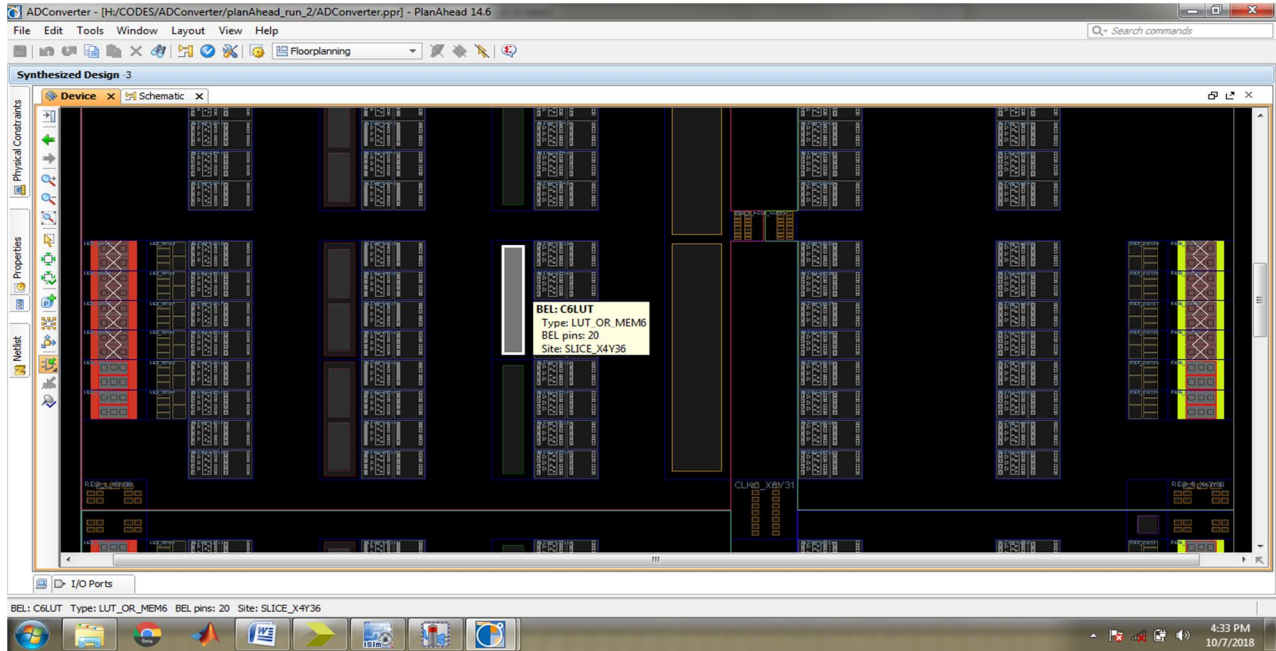 ADConverter - [H:/CODES/ADConverter/planAhead_run_2/ADConverter.ppr] - PlanAhead 14.6
File Edit Tools Window Layout View Help
Search commands
Floorplanning
Synthesized Design -3
Device
Schematic
Physical Constraints
Properties
Netlist
BEL: C6LUT
Type: LUT_OR_MEM6
BEL pins: 20
Site: SLICE_X4Y36
I/O Ports
BEL: C6LUT Type: LUT_OR_MEM6 BEL pins: 20 Site: SLICE_X4Y36
Beta
ISim
4:33 PM
10/7/2018